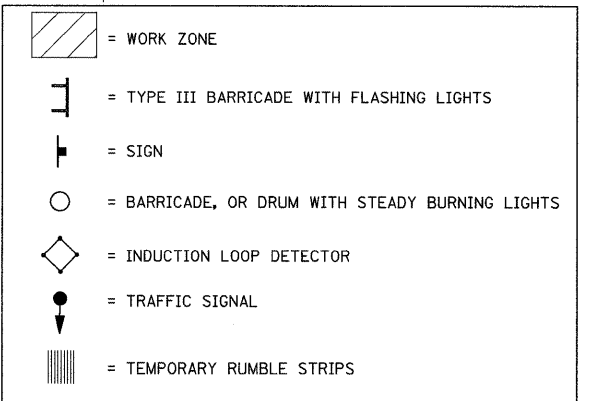 = WORK ZONE
= TYPE III BARRICADE WITH FLASHING LIGHTS
= SIGN
= BARRICADE, OR DRUM WITH STEADY BURNING LIGHTS
= INDUCTION LOOP DETECTOR
= TRAFFIC SIGNAL
= TEMPORARY RUMBLE STRIPS